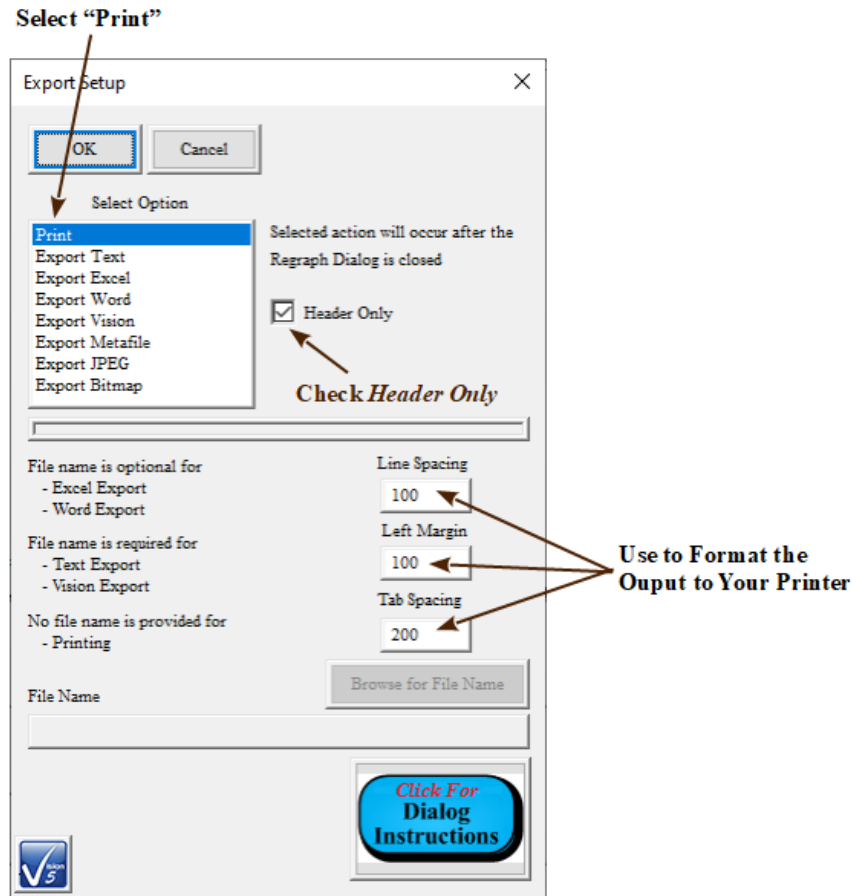 Select “Print”
Export Setup
OK
Cancel
Select Option
Print
Export Text
Export Excel
Export Word
Export Vision
Export Metafile
Export JPEG
Export Bitmap
Selected action will occur after the
Regraph Dialog is closed
Header Only
Check Header Only
File name is optional for
- Excel Export
- Word Export
File name is required for
- Text Export
- Vision Export
No file name is provided for
- Printing
Line Spacing
100
Left Margin
100
Tab Spacing
200
Use to Format the
Ouput to Your Printer
Browse for File Name
File Name
Click For
Dialog
Instructions
Vision
5